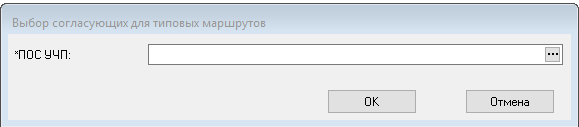 Выбор согласующих для типовых маршрутов
*ПОС УЧП:
...
OK
Отмена